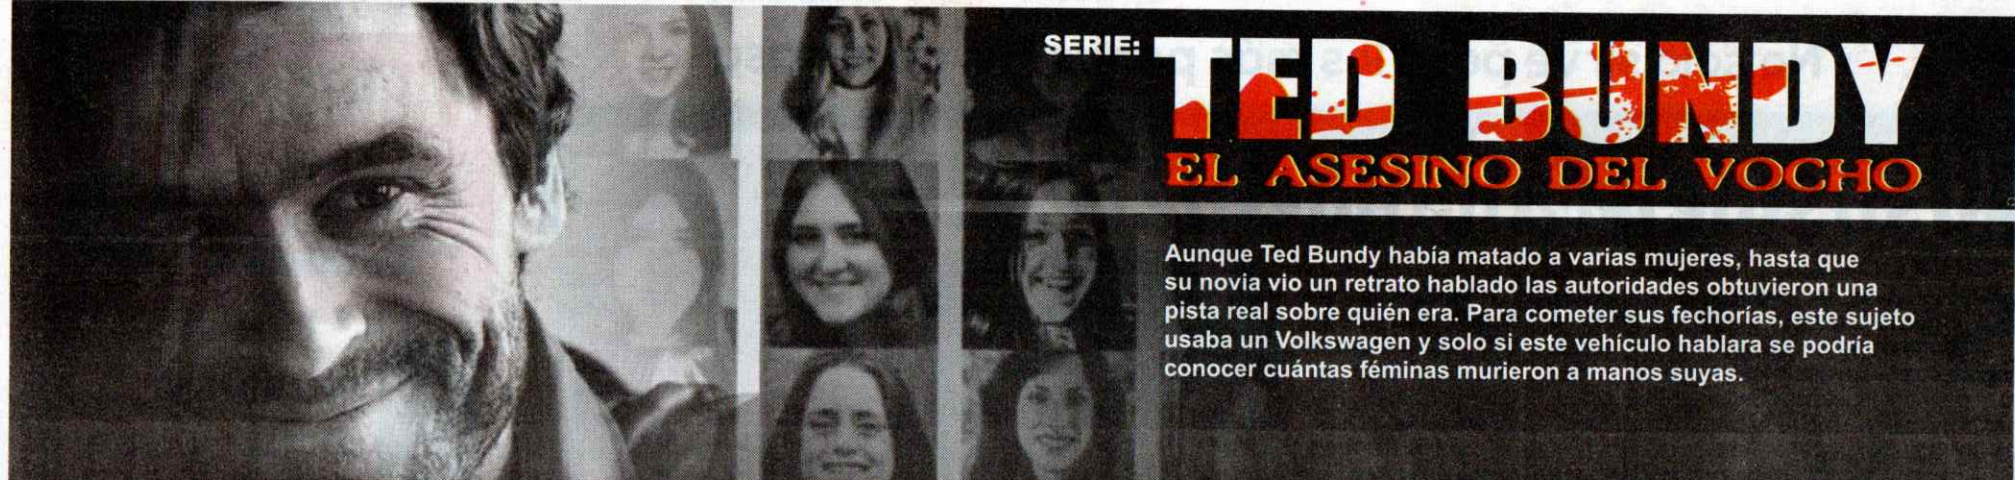 SERIE: TED BUNDY
EL ASESINO DEL VOCHO
Aunque Ted Bundy había matado a varias mujeres, hasta que
su novia vio un retrato hablado las autoridades obtuvieron una
pista real sobre quién era. Para cometer sus fechorías, este sujeto
usaba un Volkswagen y solo si este vehículo hablara se podría
conocer cuántas féminas murieron a manos suyas.